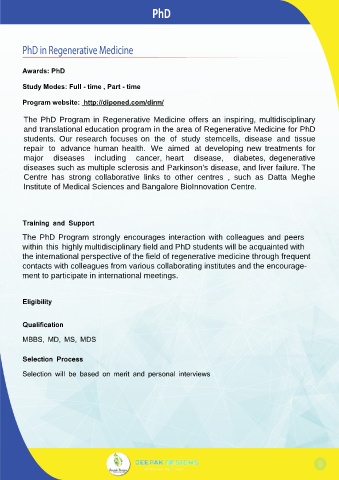 PhD
PhD in Regenerative Medicine
Awards: PhD
Study Modes: Full - time , Part - time
Program website: http://diponed.com/dirm/
The PhD Program in Regenerative Medicine offers an inspiring, multidisciplinary
and translational education program in the area of Regenerative Medicine for PhD
students. Our research focuses on the of study stemcells, disease and tissue
repair to advance human health. We aimed at developing new treatments for
major diseases including cancer, heart disease, diabetes, degenerative
diseases such as multiple sclerosis and Parkinson's disease, and liver failure. The
Centre has strong collaborative links to other centres , such as Datta Meghe
Institute of Medical Sciences and Bangalore BioInnovation Centre.
Training and Support
The PhD Program strongly encourages interaction with colleagues and peers
within this highly multidisciplinary field and PhD students will be acquainted with
the international perspective of the field of regenerative medicine through frequent
contacts with colleagues from various collaborating institutes and the encourage-
ment to participate in international meetings.
Eligibility
Qualification
MBBS, MD, MS, MDS
Selection Process
Selection will be based on merit and personal interviews
DEEPAK DESIGNS